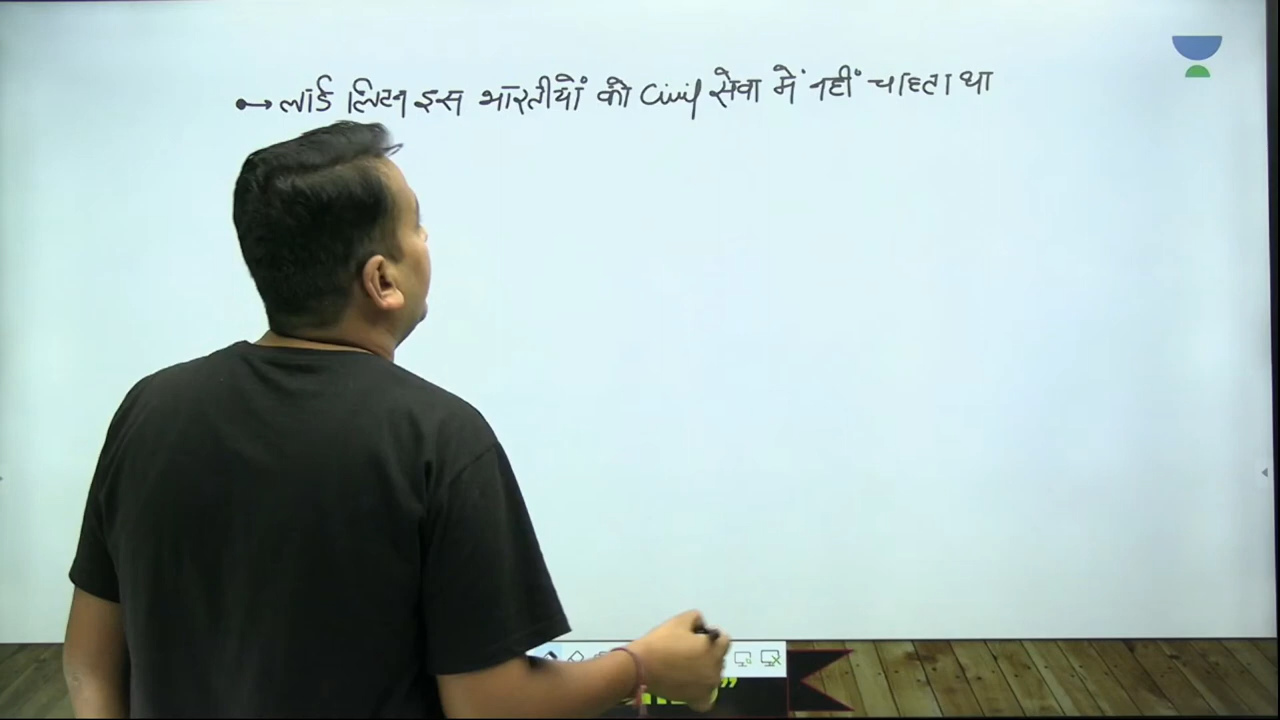 लार्ड लिटन इस भारतीयों को Civil सेवा में नहीं चाहता था